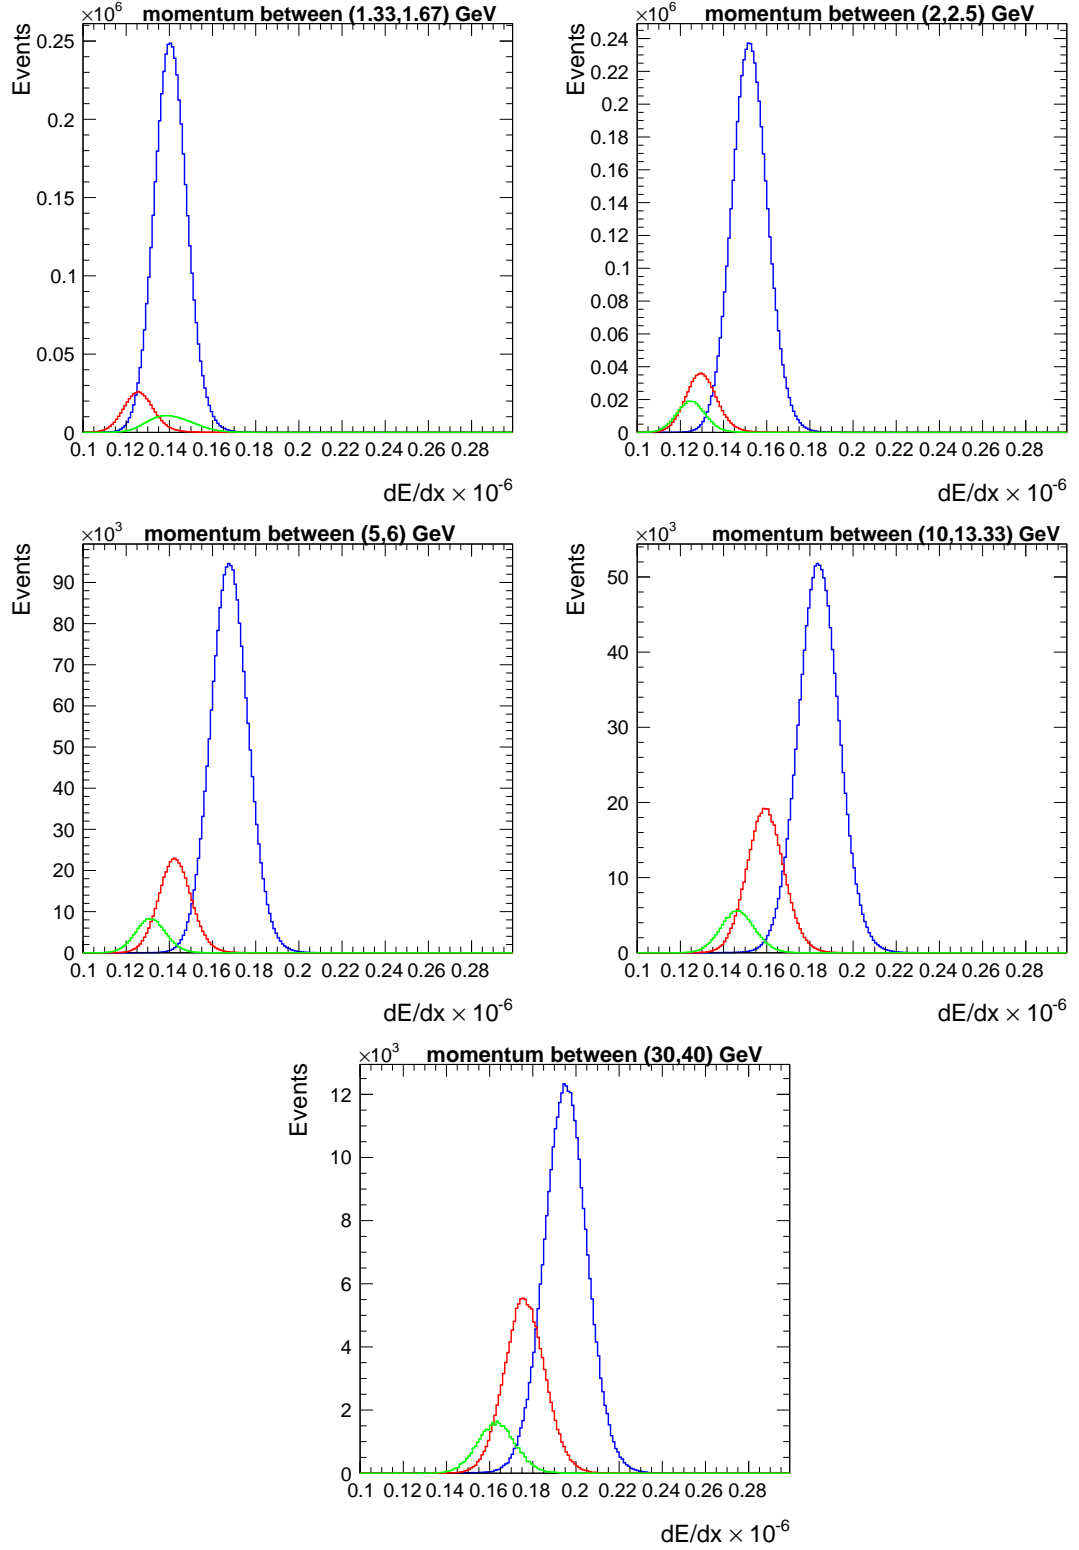 momentum between (1.33,1.67) GeV
×10^6
Events
0.25
0.2
0.15
0.1
0.05
0
0.1 0.12 0.14 0.16 0.18 0.2 0.22 0.24 0.26 0.28
dE/dx × 10^-6
momentum between (2,2.5) GeV
×10^6
Events
0.24
0.22
0.2
0.18
0.16
0.14
0.12
0.1
0.08
0.06
0.04
0.02
0
0.1 0.12 0.14 0.16 0.18 0.2 0.22 0.24 0.26 0.28
dE/dx × 10^-6
momentum between (5,6) GeV
×10^3
Events
90
80
70
60
50
40
30
20
10
0
0.1 0.12 0.14 0.16 0.18 0.2 0.22 0.24 0.26 0.28
dE/dx × 10^-6
momentum between (10,13.33) GeV
×10^3
Events
50
40
30
20
10
0
0.1 0.12 0.14 0.16 0.18 0.2 0.22 0.24 0.26 0.28
dE/dx × 10^-6
momentum between (30,40) GeV
×10^3
Events
12
10
8
6
4
2
0
0.1 0.12 0.14 0.16 0.18 0.2 0.22 0.24 0.26 0.28
dE/dx × 10^-6